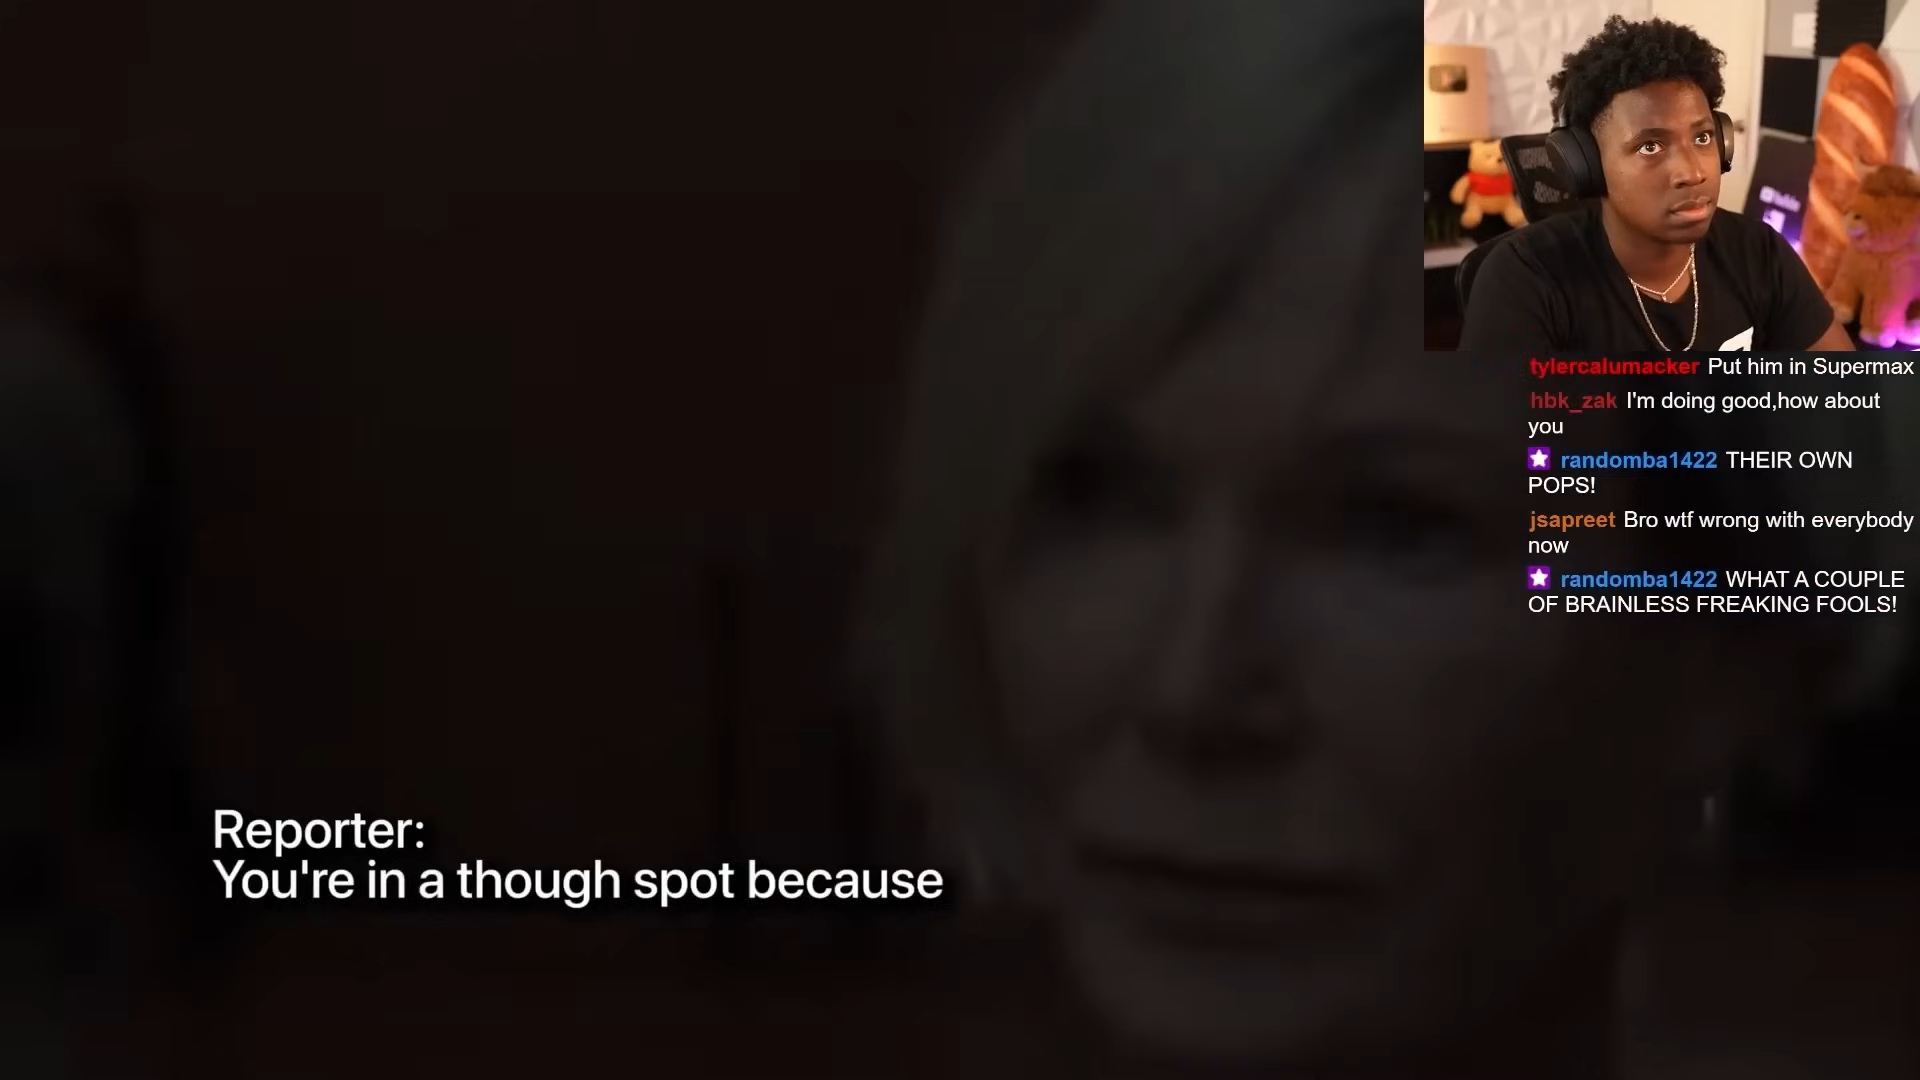 tylercalumacker Put him in Supermax
hbk_zak I'm doing good,how about
you
randomba1422 THEIR OWN
POPS!
jsapreet Bro wtf wrong with everybody
now
randomba1422 WHAT A COUPLE
OF BRAINLESS FREAKING FOOLS!
Reporter:
You're in a though spot because